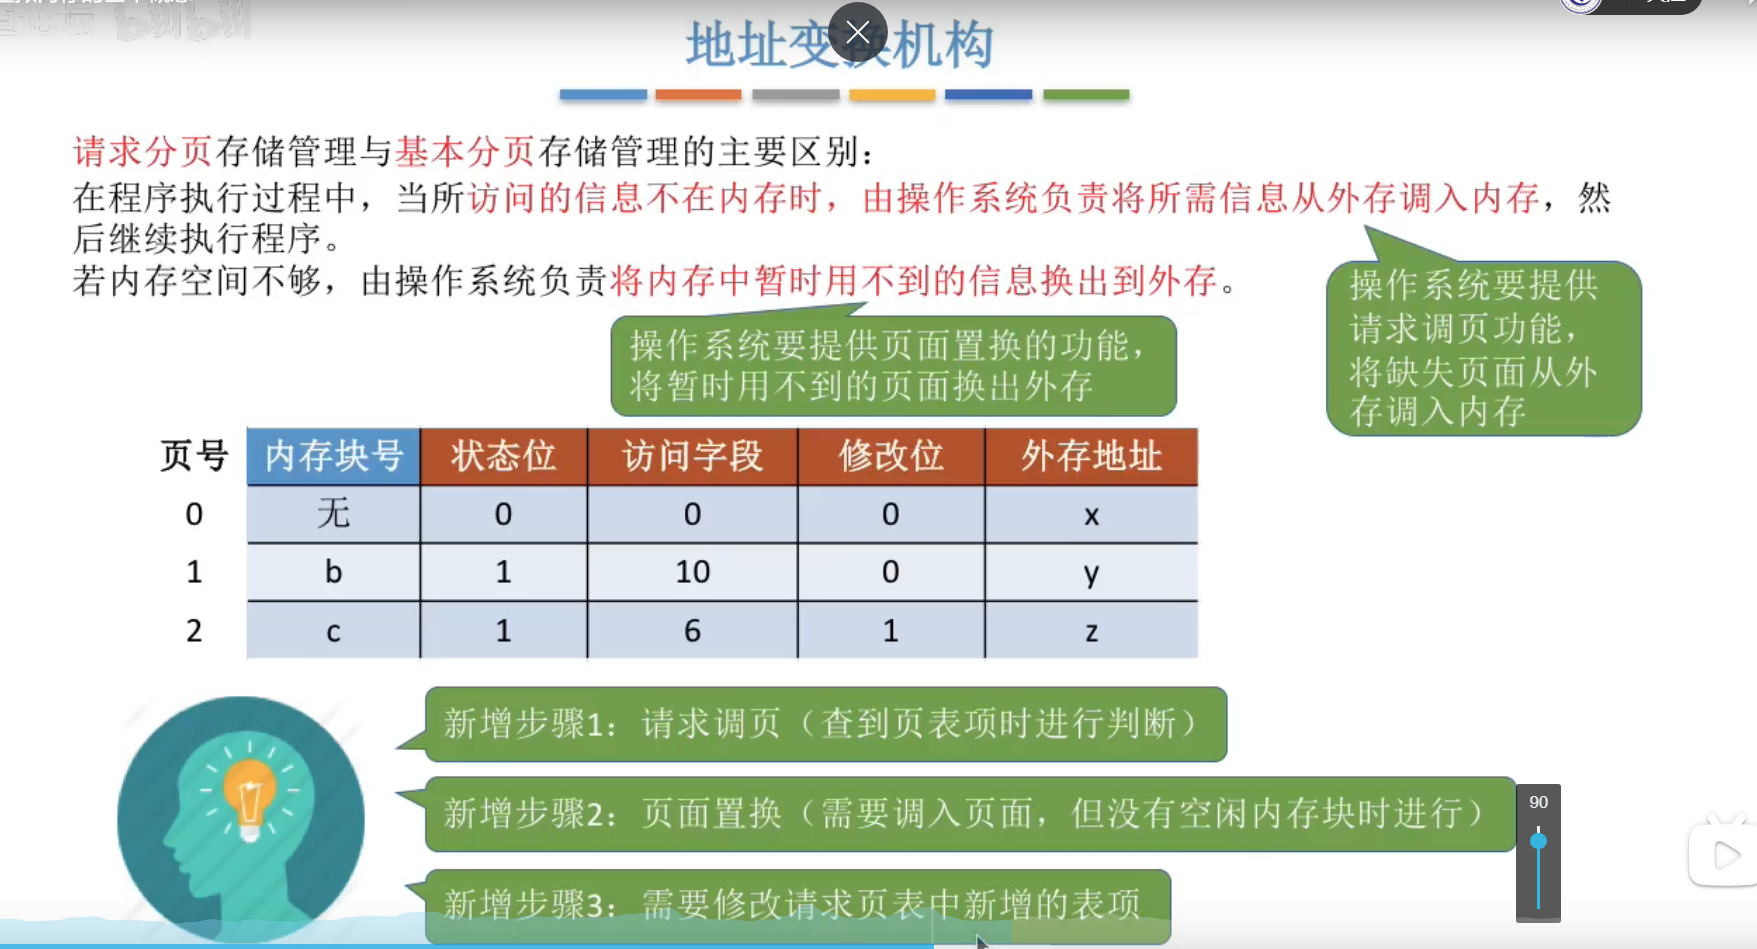 地址变换机构
请求分页存储管理与基本分页存储管理的主要区别：
在程序执行过程中，当所访问的信息不在内存时，由操作系统负责将所需信息从外存调入内存，然
后继续执行程序。
若内存空间不够，由操作系统负责将内存中暂时用不到的信息换出到外存。
操作系统要提供
请求调页功能，
将缺失页面从外
存调入内存
操作系统要提供页面置换的功能，
将暂时用不到的页面换出外存
页号 内存块号 状态位 访问字段 修改位 外存地址
0 无 0 0 0 x
1 b 1 10 0 y
2 c 1 6 1 z
新增步骤1：请求调页（查到页表项时进行判断）
新增步骤2：页面置换（需要调入页面，但没有空闲内存块时进行）
90
新增步骤3：需要修改请求页表中新增的表项